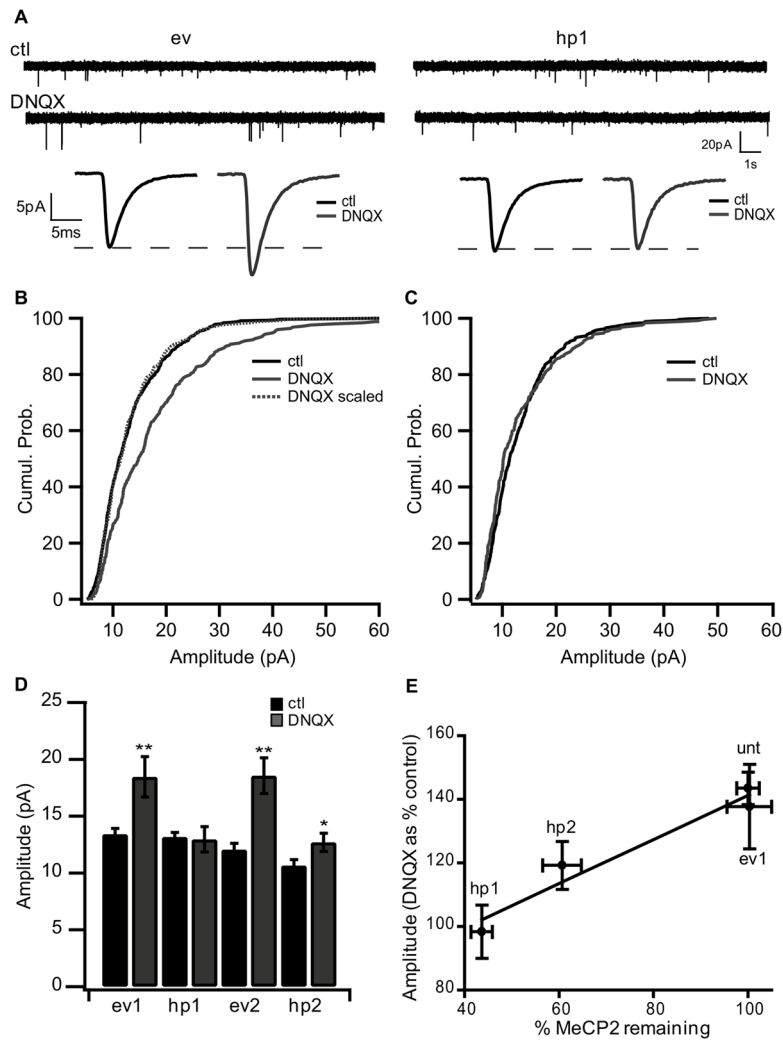 A
ev
hp1
ctl
DNQX
20pA
1s
5pA
5ms
ctl
DNQX
ctl
DNQX
B
C
100
80
60
40
20
0
Cumul. Prob.
ctl
DNQX
DNQX scaled
10 20 30 40 50 60
Amplitude (pA)
100
80
60
40
20
0
Cumul. Prob.
ctl
DNQX
10 20 30 40 50 60
Amplitude (pA)
D
25
20
15
10
5
0
Amplitude (pA)
ctl
DNQX
**
**
*
ev1 hp1 ev2 hp2
E
160
140
120
100
80
Amplitude (DNQX as % control)
unt
ev1
hp2
hp1
40 60 80 100
% MeCP2 remaining